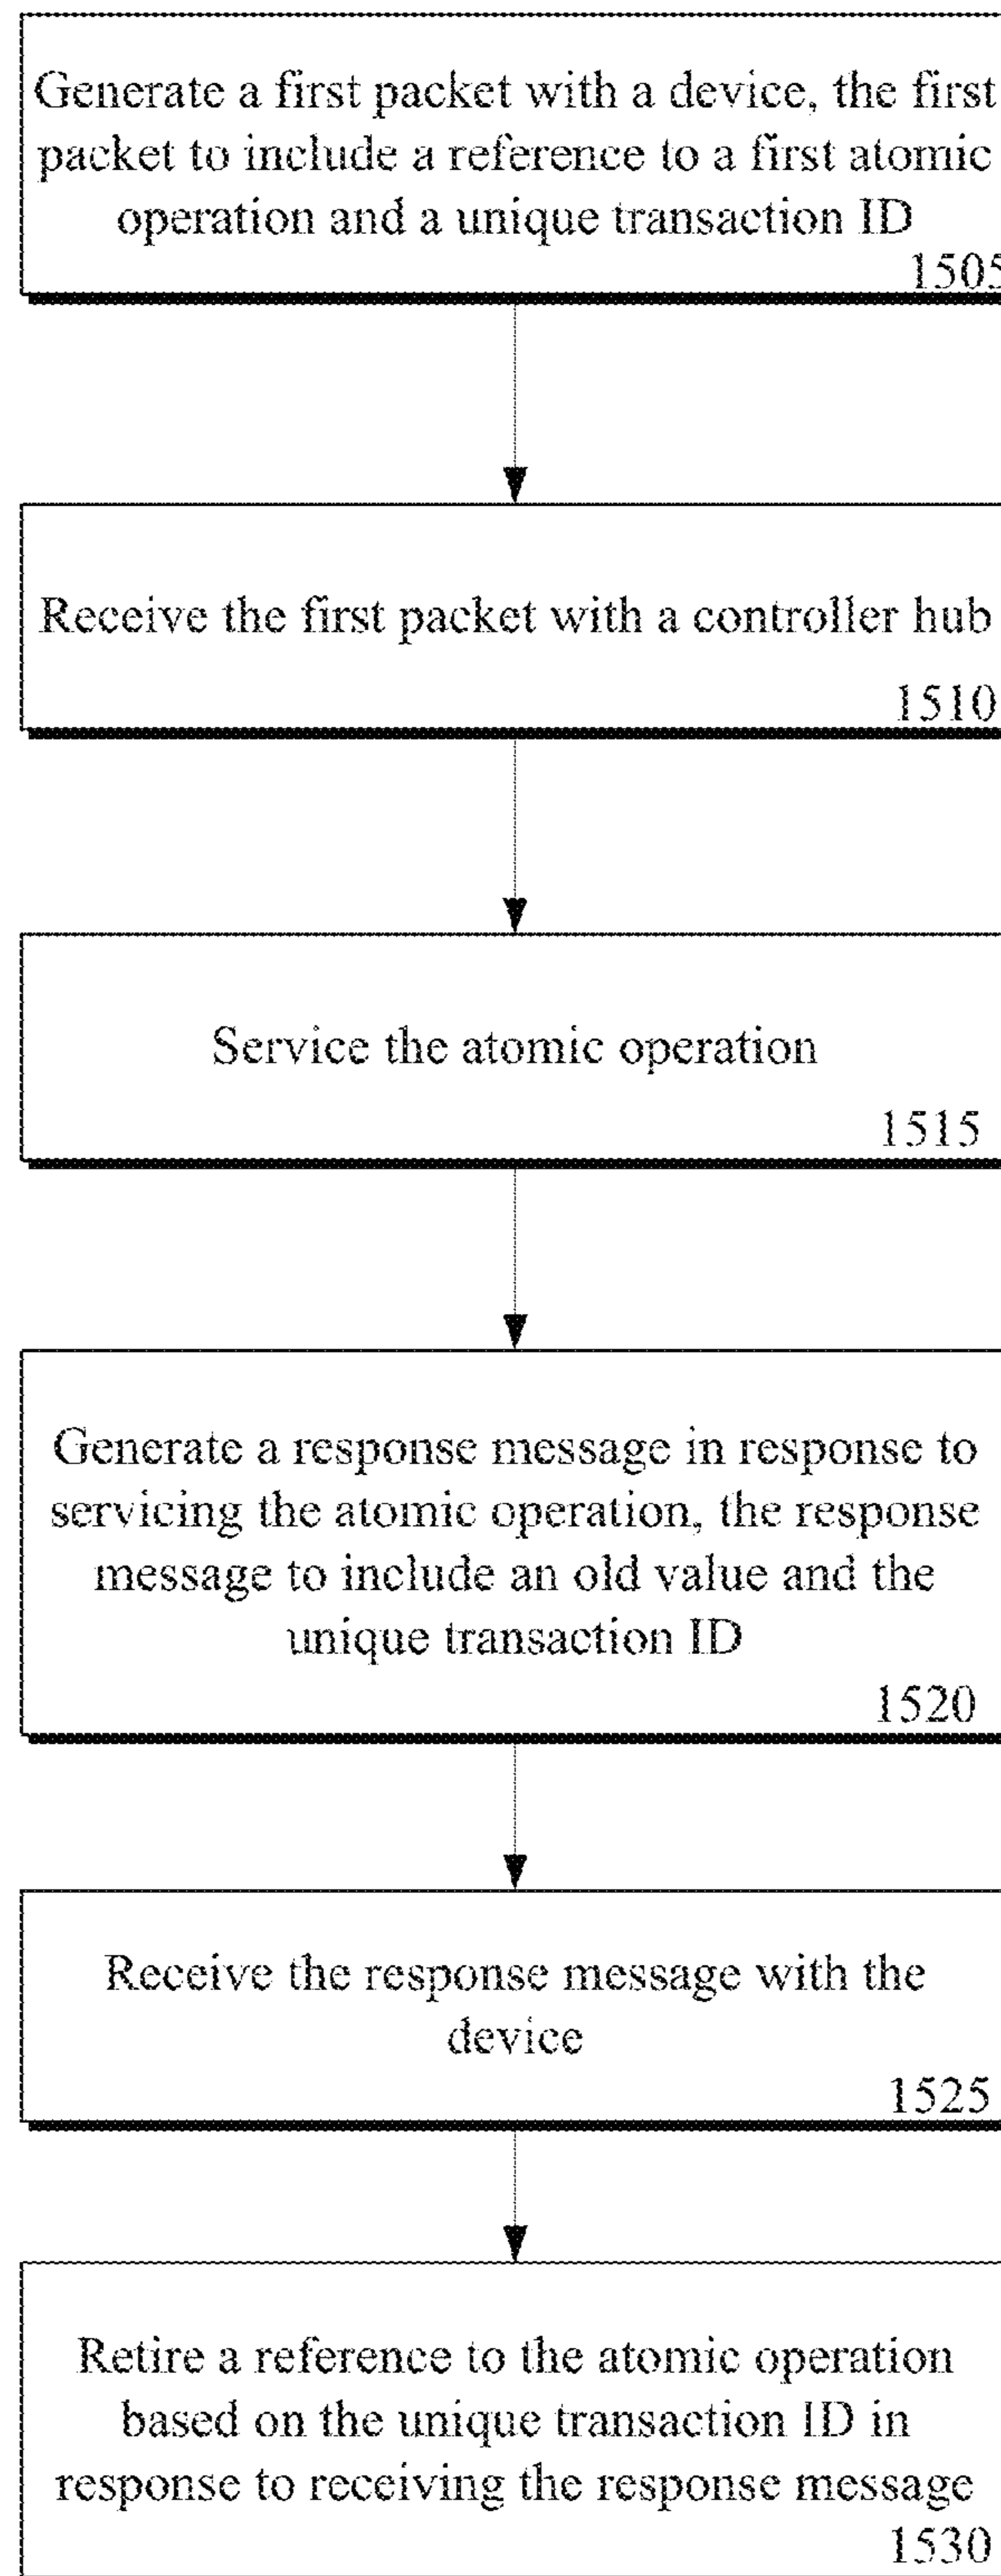 Generate a first packet with a device, the first
packet to include a reference to a first atomic
operation and a unique transaction ID
1505
Receive the first packet with a controller hub
1510
Service the atomic operation
1515
Generate a response message in response to
servicing the atomic operation, the response
message to include an old value and the
unique transaction ID
1520
Receive the response message with the
device
1525
Retire a reference to the atomic operation
based on the unique transaction ID in
response to receiving the response message
1530